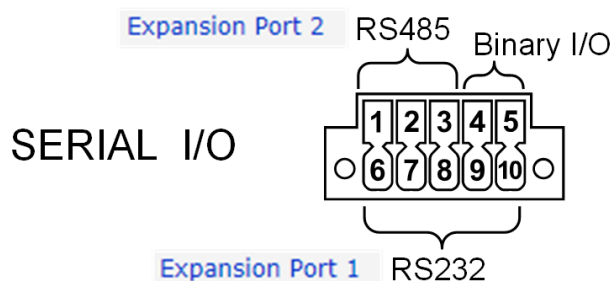 Expansion Port 2 RS485 Binary I/O
SERIAL I/O
1 2 3 4 5
6 7 8 9 10
Expansion Port 1 RS232